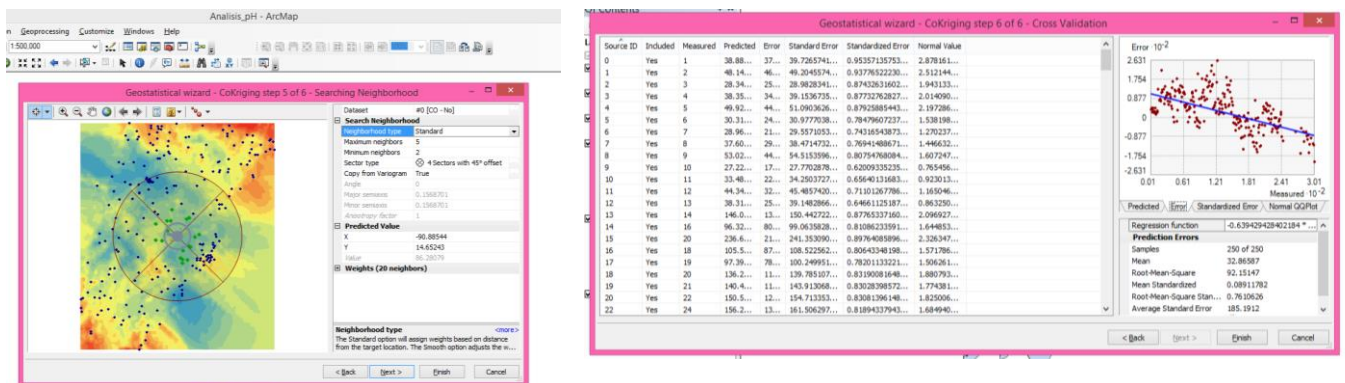 Analisis_pH - ArcMap
Geoprocessing Customize Windows Help
1:500,000
Geostatistical wizard - CoKriging step 5 of 6 - Searching Neighborhood
Dataset #0 [CO - No]
Search Neighborhood
Neighborhood type Standard
Maximum neighbors 5
Minimum neighbors 2
Sector type 4 Sectors with 45° offset
Copy from Variogram True
Angle 0
Major semiaxis 0.1568701
Minor semiaxis 0.1568701
Anisotropy factor 1
Predicted Value
X -90.88544
Y 14.65243
Value 96.28079
Weights (20 neighbors)
Neighborhood type <more>
The Standard option will assign weights based on distance
from the target location. The Smooth option adjusts the w...
< Back Next > Finish Cancel
Geostatistical wizard - CoKriging step 6 of 6 - Cross Validation
Source ID Included Measured Predicted Error Standard Error Standardized Error Normal Value
0 Yes 1 38.88... 37... 39.7265741... 0.95357135753... 2.878161...
1 Yes 2 48.14... 46... 49.2045574... 0.93776522230... 2.512144...
2 Yes 3 28.34... 25... 28.9828341... 0.87432631602... 1.943133...
3 Yes 4 38.35... 34... 39.1536735... 0.87732762827... 2.014090...
4 Yes 5 49.92... 44... 51.0903626... 0.87925885443... 2.197286...
5 Yes 6 30.31... 24... 30.9777038... 0.78479607237... 1.538198...
6 Yes 7 28.96... 21... 29.5571053... 0.74316543873... 1.270237...
7 Yes 8 37.60... 29... 38.4714732... 0.76941488671... 1.446632...
8 Yes 9 53.02... 44... 54.5153596... 0.80754768084... 1.607247...
9 Yes 10 27.22... 17... 27.7702878... 0.62009335235... 0.765456...
10 Yes 11 33.48... 22... 34.2503727... 0.65640131683... 0.923013...
11 Yes 12 44.34... 32... 45.4857420... 0.71101267786... 1.165046...
12 Yes 13 38.31... 25... 39.1482866... 0.64661125187... 0.863250...
13 Yes 14 146.0... 13... 150.442722... 0.87765337160... 2.096927...
14 Yes 16 96.32... 80... 99.0635828... 0.81086233591... 1.644853...
15 Yes 20 236.6... 21... 241.353090... 0.89764085896... 2.326347...
16 Yes 18 105.5... 87... 108.522562... 0.80643348198... 1.571786...
17 Yes 19 97.39... 78... 100.249951... 0.78201133221... 1.506261...
18 Yes 20 136.2... 11... 139.785107... 0.83190081648... 1.880793...
19 Yes 21 140.4... 11... 143.913068... 0.83028398572... 1.774381...
20 Yes 22 150.5... 12... 154.713353... 0.83081396148... 1.825006...
22 Yes 24 156.2... 13... 161.506297... 0.81894337943... 1.684940...
Error ·10-2
2.631
1.754
0.877
0
-0.877
-1.754
-2.631
0.01 0.61 1.21 1.81 2.41 3.01
Measured ·10-2
Predicted Error Standardized Error Normal QQPlot
Regression function -0.639429428402184 * ...
Prediction Errors
Samples 250 of 250
Mean 32.86587
Root-Mean-Square 92.15147
Mean Standardized 0.08911782
Root-Mean-Square Stan... 0.7610626
Average Standard Error 185.1912
< Back Next > Finish Cancel